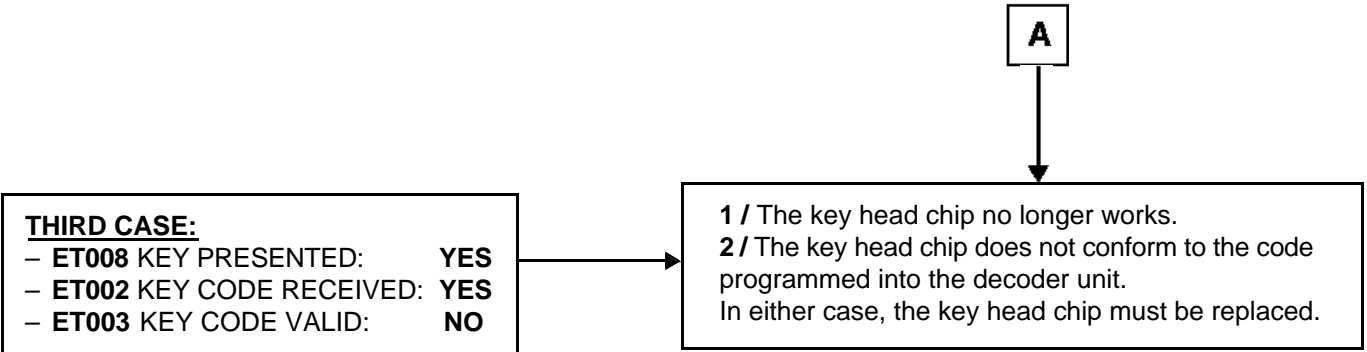 A
THIRD CASE:
– ET008 KEY PRESENTED: YES
– ET002 KEY CODE RECEIVED: YES
– ET003 KEY CODE VALID: NO
1 / The key head chip no longer works.
2 / The key head chip does not conform to the code
programmed into the decoder unit.
In either case, the key head chip must be replaced.